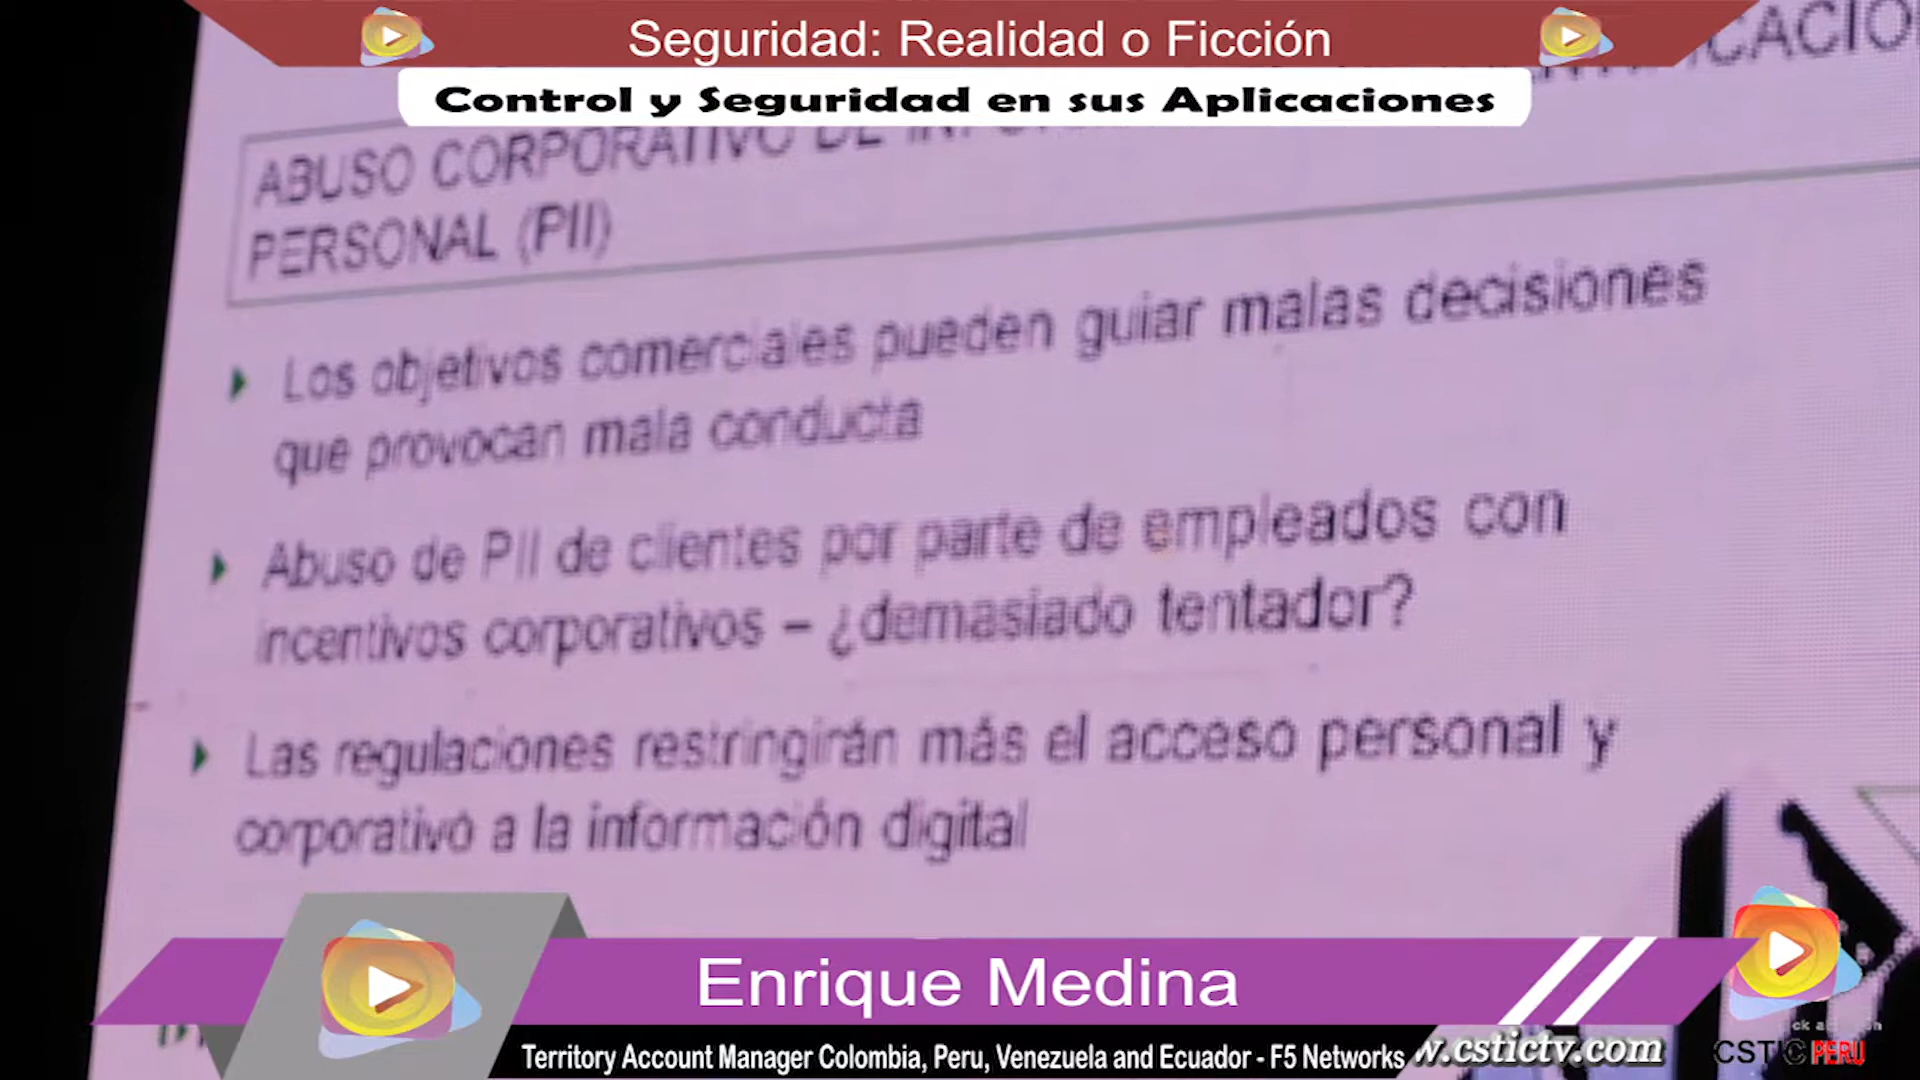 Seguridad: Realidad o Ficción
Control y Seguridad en sus Aplicaciones
ABUSO CORPORATIVO DE
PERSONAL (PII)
Los objetivos comerciales pueden guiar malas decisiones
que provocan mala conducta
Abuso de PII de clientes por parte de empleados con
incentivos corporativos – ¿demasiado tentador?
Las regulaciones restringirán más el acceso personal y
corporativo a la información digital
Enrique Medina
Territory Account Manager Colombia, Peru, Venezuela and Ecuador - F5 Networks
w.cstictv.com
CSTIC PERU